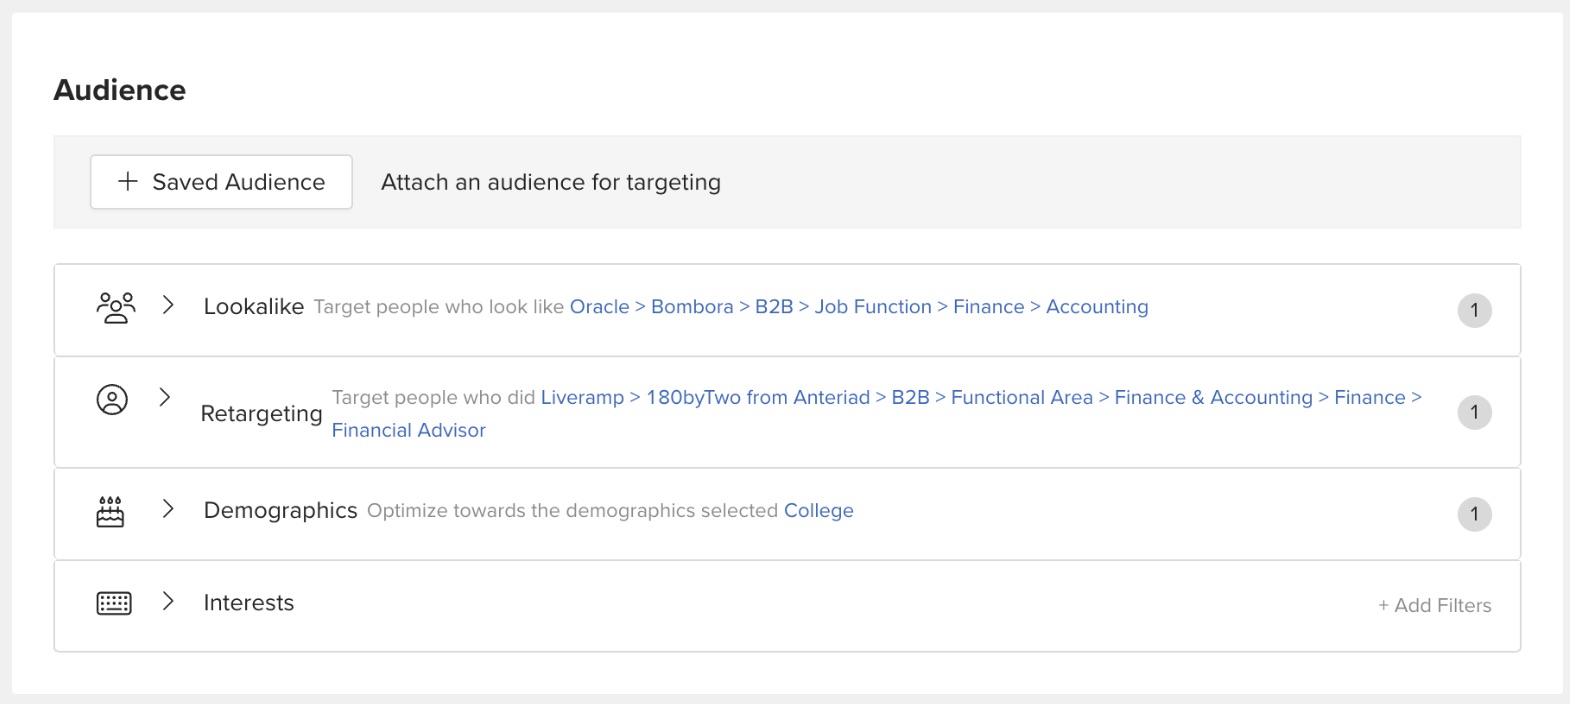 Audience
+ Saved Audience Attach an audience for targeting
Lookalike Target people who look like Oracle > Bombora > B2B > Job Function > Finance > Accounting 1
Retargeting Target people who did Liveramp > 180byTwo from Anteriad > B2B > Functional Area > Finance & Accounting > Finance >
Financial Advisor 1
Demographics Optimize towards the demographics selected College 1
Interests + Add Filters